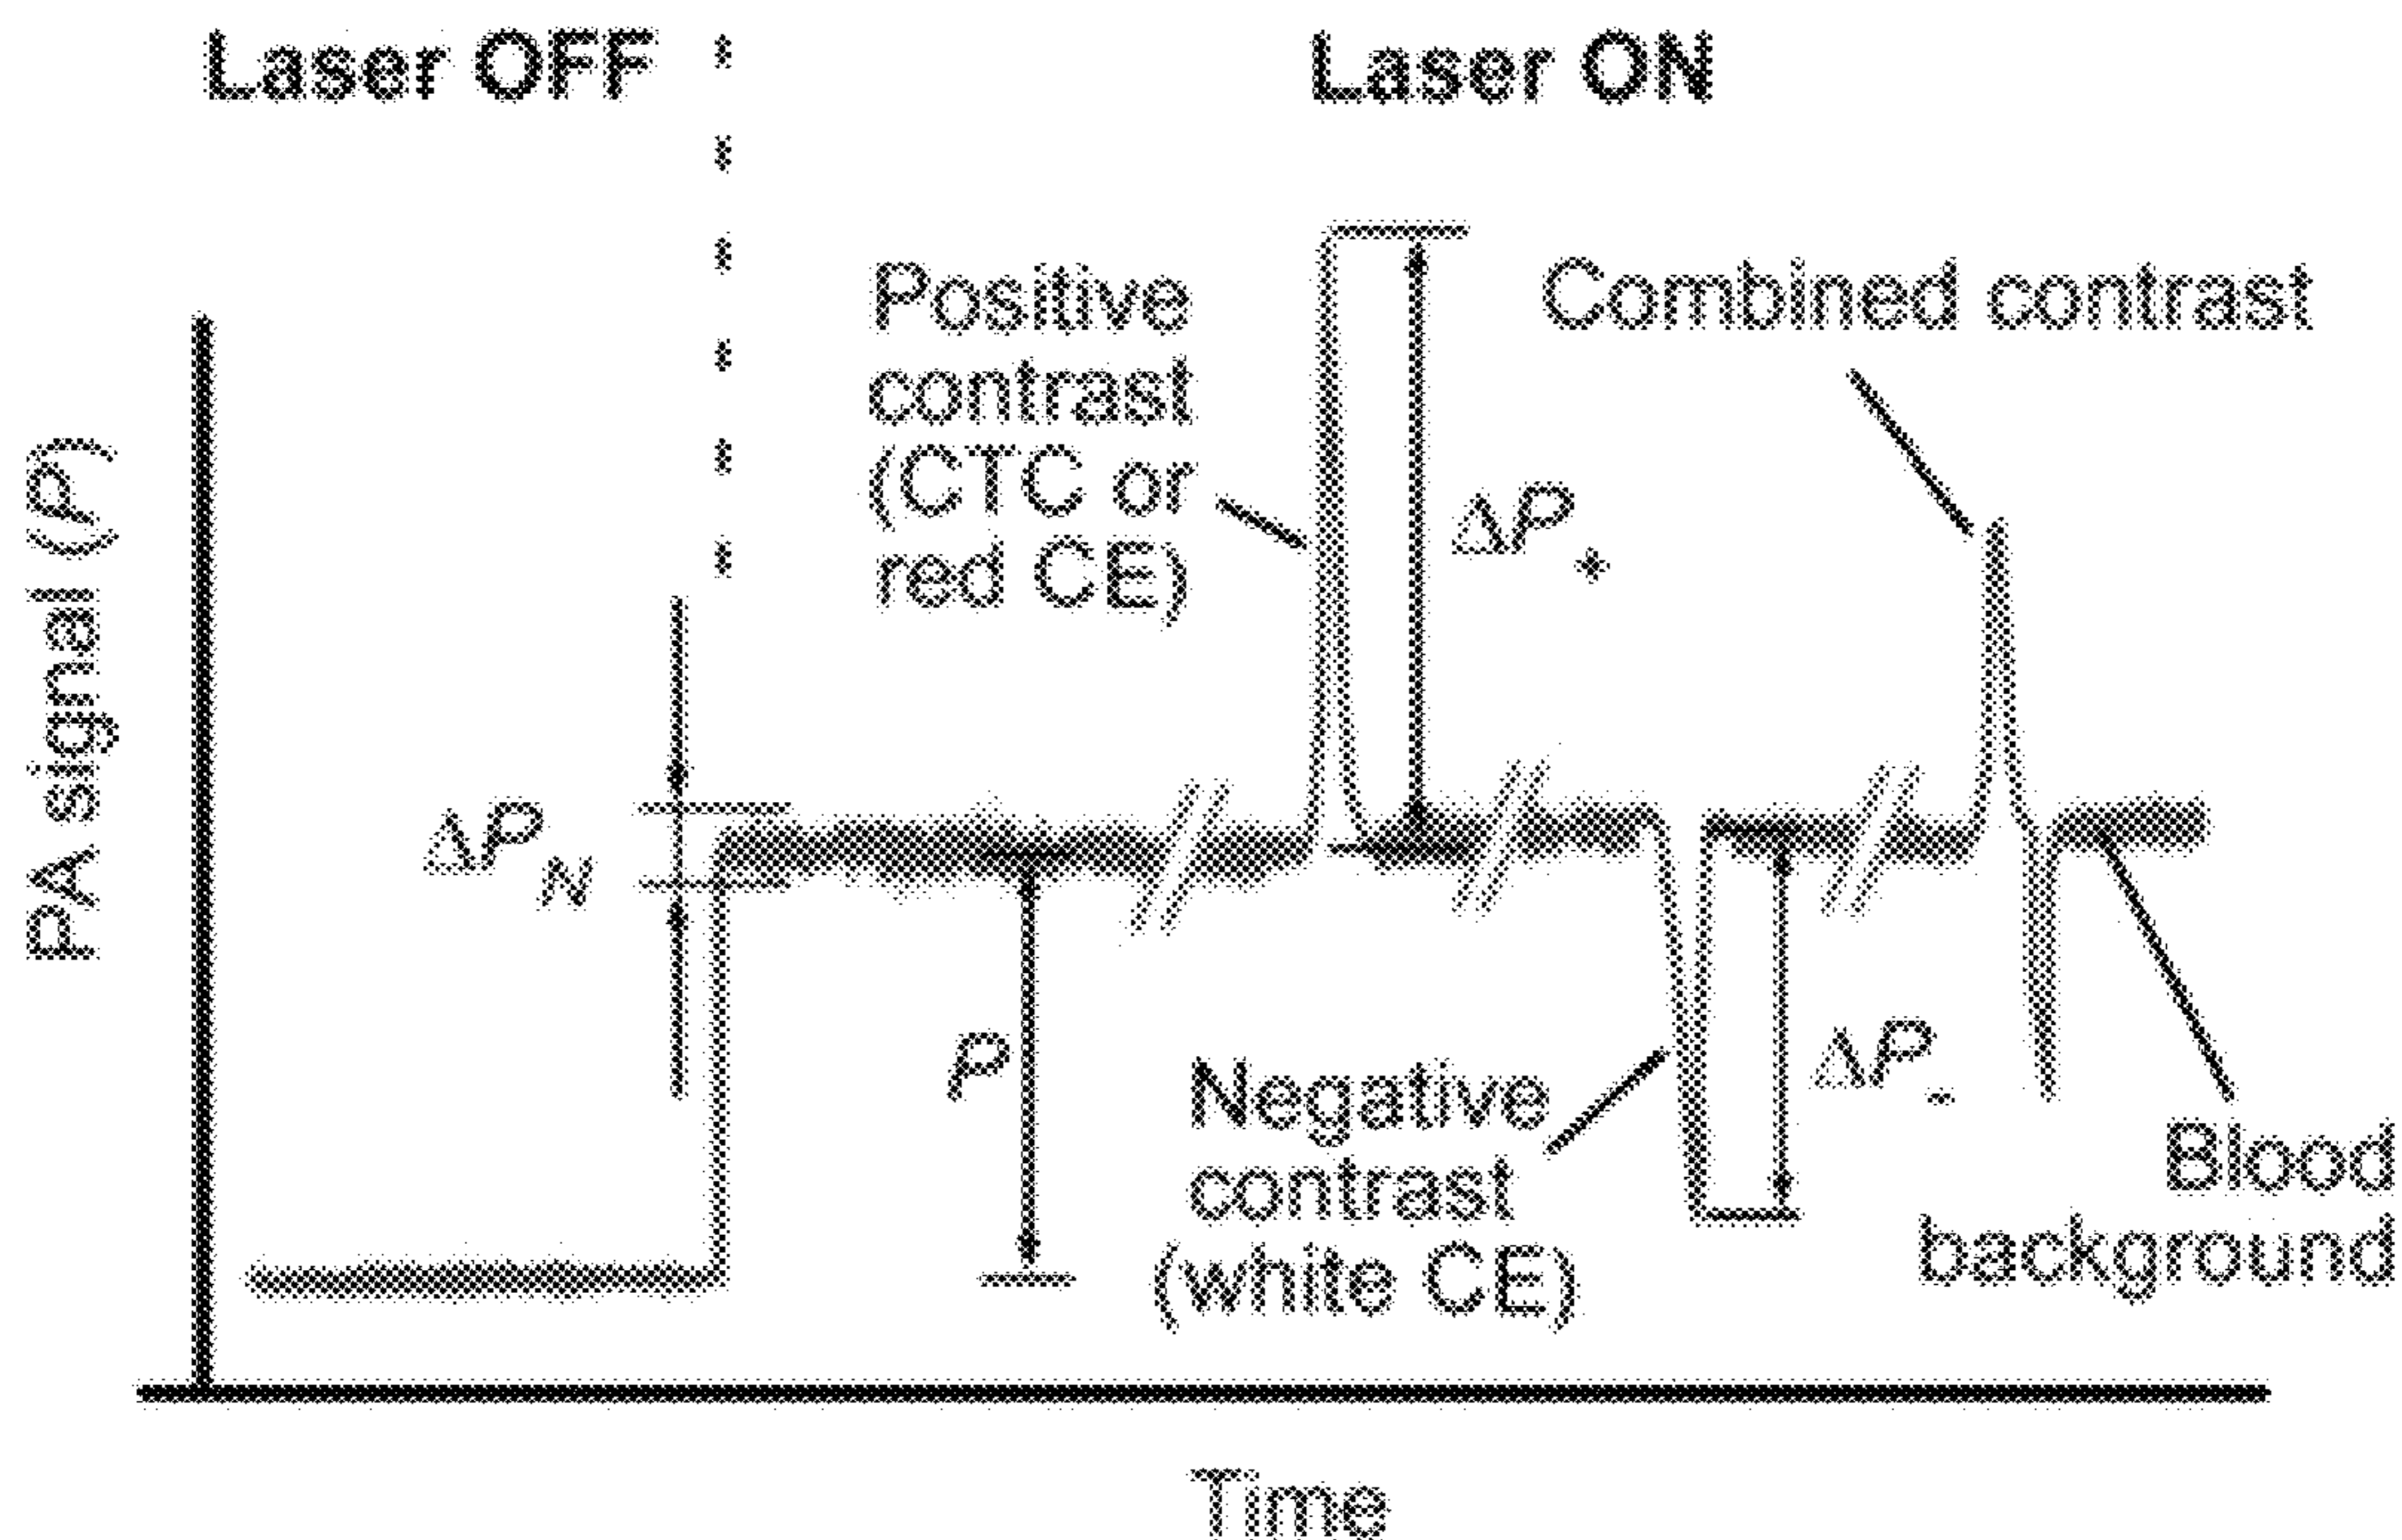 Laser OFF
Laser ON
Positive
contrast
(CTC or
red CE)
Combined contrast
PA signal (P)
ΔP+
ΔPN
P
Negative
contrast
(white CE)
ΔP-
Blood
background
Time